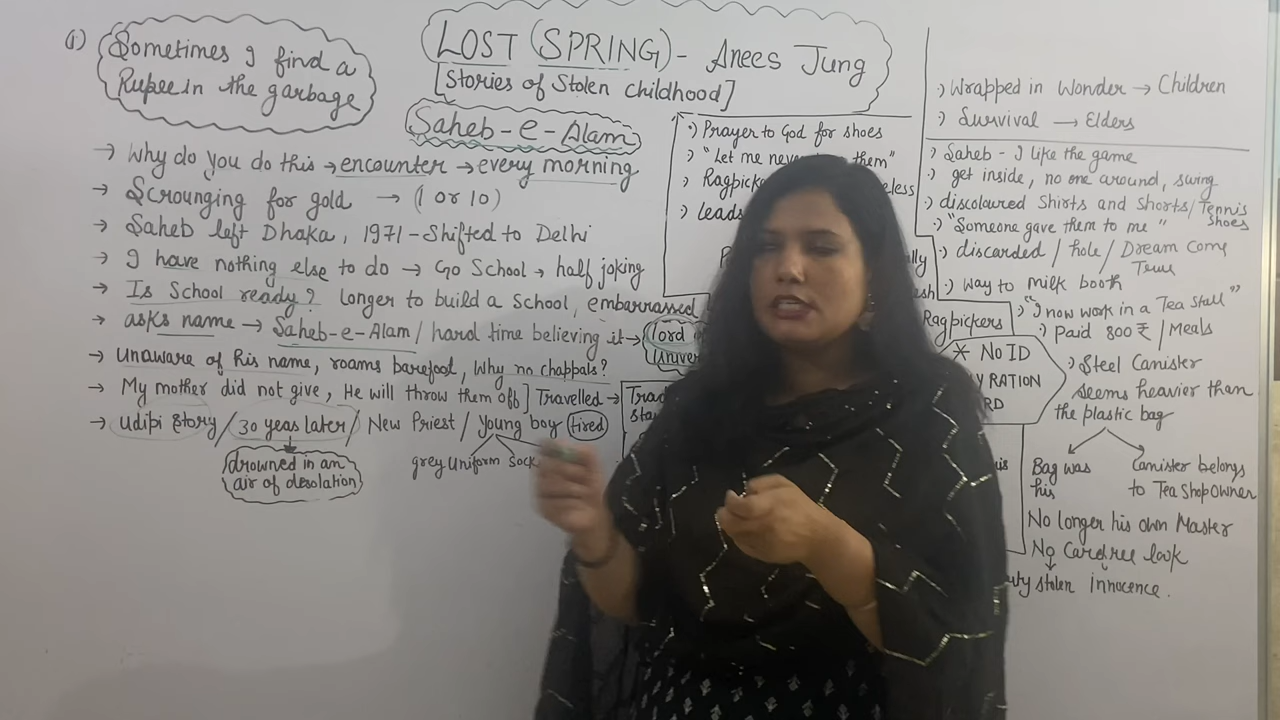 (i) Sometimes I find a
Rupee in the garbage
LOST (SPRING) - Anees Jung
[Stories of Stolen Childhood]
Saheb-e-Alam
→ Why do you do this → encounter → every morning
→ Scrounging for gold → (1 or 10)
→ Saheb left Dhaka, 1971 - Shifted to Delhi
→ I have nothing else to do → Go School → half joking
→ Is School ready? longer to build a School, embarrassed
→ asks name → Saheb-e-Alam / hard time believing it →
lord
Univer
→ Unaware of his name, roams barefoot, Why no chappals?
→ My mother did not give, He will throw them off] Travelled →
→ Udipi Story / 30 yeas later / New Priest / Young boy tired
drowned in an
air of desolation
grey Uniform Sock
·) Prayer to God for shoes
·) "Let me never them"
·) Ragpick eless
·) leads
ally
esh
·) Wrapped in Wonder → Children
·) Survival → Elders
·) Saheb - I like the game
·) get inside, no one around, swing
·) discoloured Shirts and Shorts / Tennis
Shoes
·) "Someone gave them to me"
·) discarded / hole / Dream Come
True
·) way to milk booth
·) "I now work in a Tea Stall"
·) paid 800 ₹ / Meals
Ragpickers
* No ID
Y RATION
RD
·) Steel Canister
seems heavier than
the plastic bag
Bag was
his
Canister belongs
to Tea Shop Owner
No longer his own Master
No Carefree look
stolen innocence.